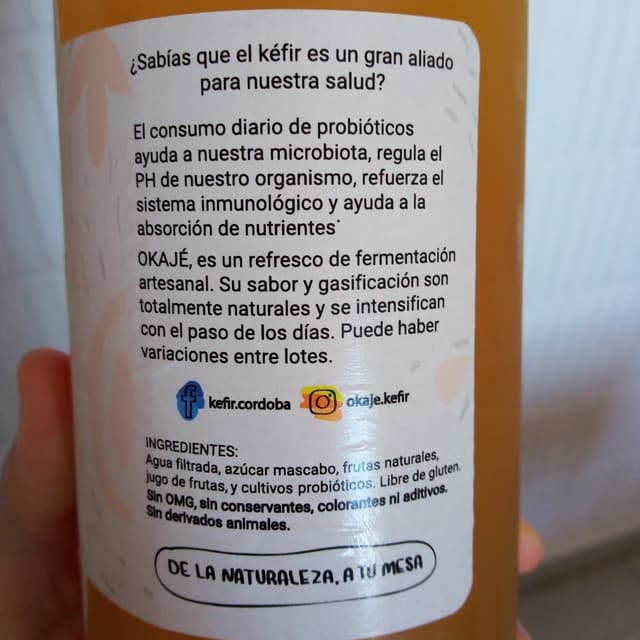 ¿Sabías que el kéfir es un gran aliado
para nuestra salud?
El consumo diario de probióticos
ayuda a nuestra microbiota, regula el
PH de nuestro organismo, refuerza el
sistema inmunológico y ayuda a la
absorción de nutrientes
OKAJÉ, es un refresco de fermentación
artesanal. Su sabor y gasificación son
totalmente naturales y se intensifican
con el paso de los días. Puede haber
variaciones entre lotes.
kefir.cordoba okaje.kefir
INGREDIENTES:
Agua filtrada, azúcar mascabo, frutas naturales,
jugo de frutas, y cultivos probióticos. Libre de gluten.
Sin OMG, sin conservantes, colorantes ni aditivos.
Sin derivados animales.
DE LA NATURALEZA, A TU MESA